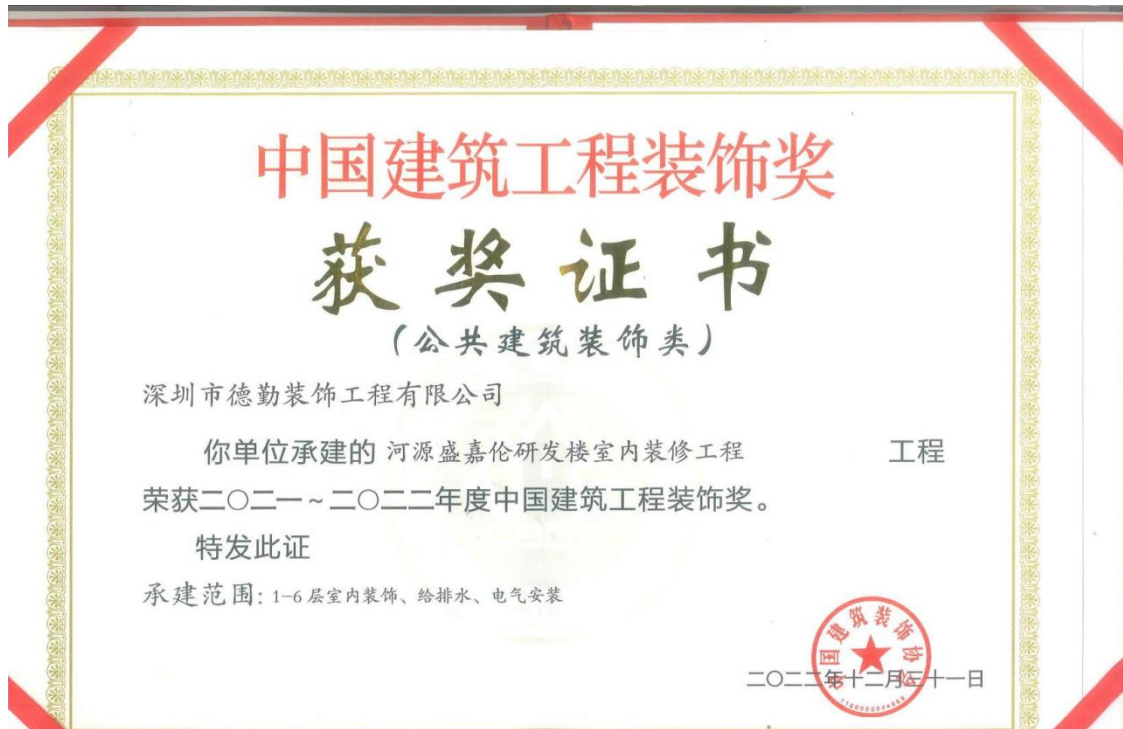 中国建筑工程装饰奖
获奖证书
(公共建筑装饰类)
深圳市德勤装饰工程有限公司
你单位承建的 河源盛嘉伦研发楼室内装修工程 工程
荣获二〇二一~二〇二二年度中国建筑工程装饰奖。
特发此证
承建范围: 1-6层室内装饰、给排水、电气安装
中国建筑装饰协会
二〇二二年十二月三十一日